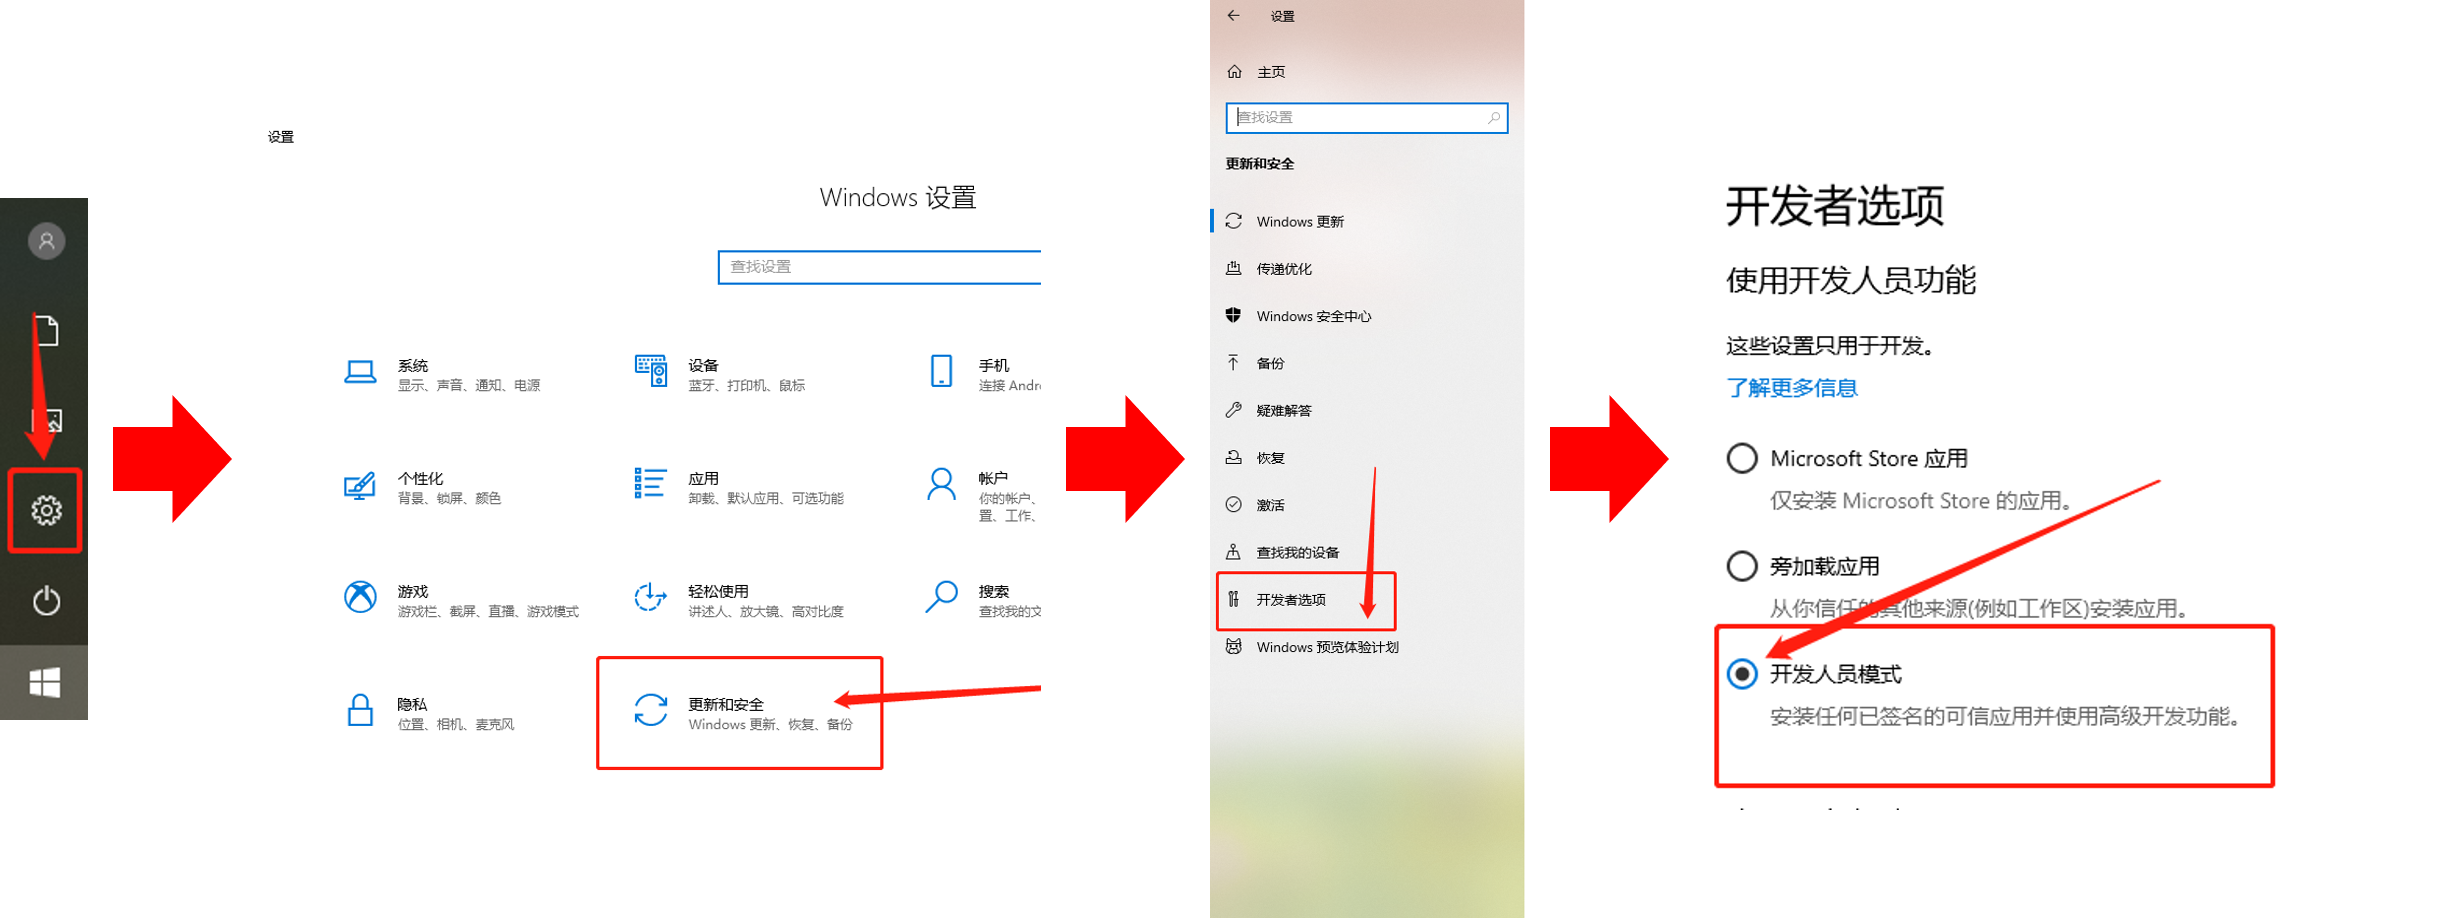 设置
Windows 设置
查找设置
系统
显示、声音、通知、电源
设备
蓝牙、打印机、鼠标
手机
连接 Andr
个性化
背景、锁屏、颜色
应用
卸载、默认应用、可选功能
帐户
你的帐户、
置、工作、
游戏
游戏栏、截屏、直播、游戏模式
轻松使用
讲述人、放大镜、高对比度
搜索
查找我的文
隐私
位置、相机、麦克风
更新和安全
Windows 更新、恢复、备份
设置
主页
查找设置
更新和安全
Windows 更新
传递优化
Windows 安全中心
备份
疑难解答
恢复
激活
查找我的设备
开发者选项
Windows 预览体验计划
开发者选项
使用开发人员功能
这些设置只用于开发。
了解更多信息
Microsoft Store 应用
仅安装 Microsoft Store 的应用。
旁加载应用
从你信任的其他来源(例如工作区)安装应用。
开发人员模式
安装任何已签名的可信应用并使用高级开发功能。